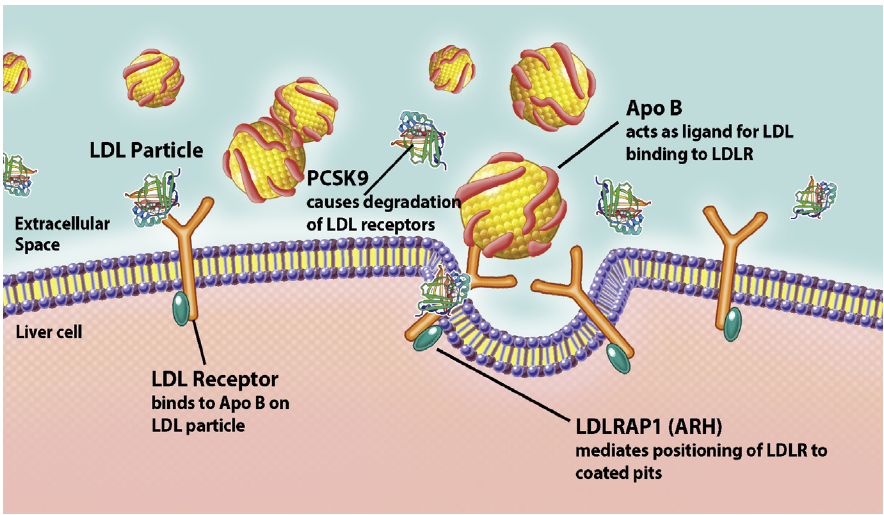 Apo B
acts as ligand for LDL
binding to LDLR
LDL Particle
PCSK9
causes degradation
of LDL receptors
Extracellular
Space
Liver cell
LDL Receptor
binds to Apo B on
LDL particle
LDLRAP1 (ARH)
mediates positioning of LDLR to
coated pits